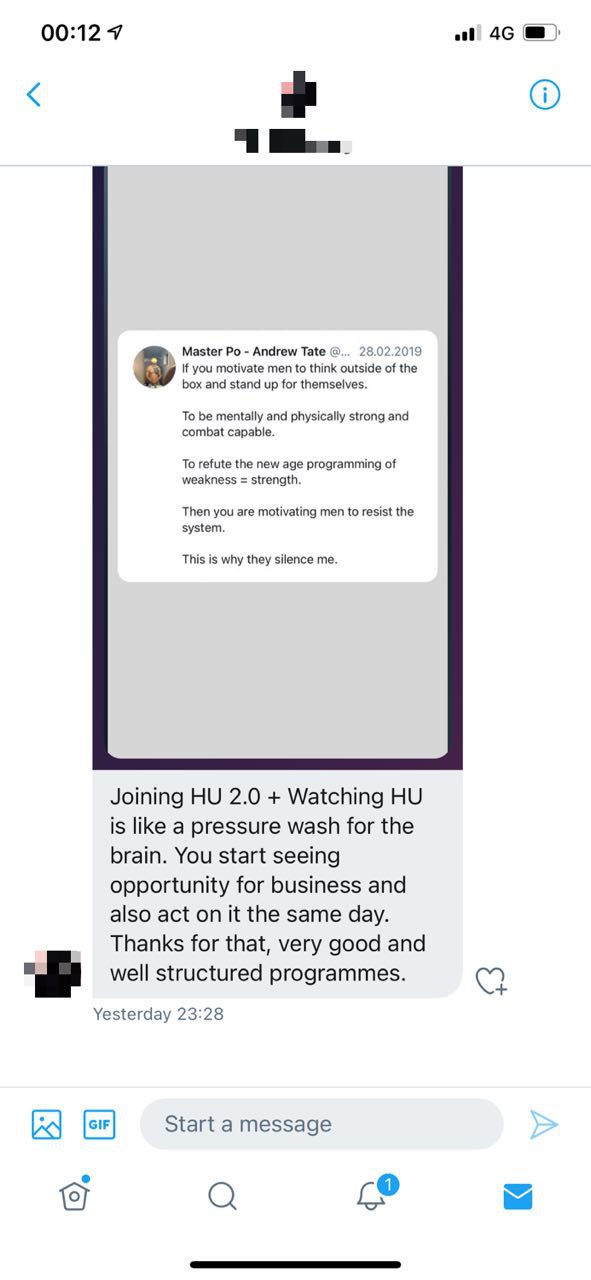 00:12
4G
Master Po - Andrew Tate @... 28.02.2019
If you motivate men to think outside of the
box and stand up for themselves.
To be mentally and physically strong and
combat capable.
To refute the new age programming of
weakness = strength.
Then you are motivating men to resist the
system.
This is why they silence me.
Joining HU 2.0 + Watching HU
is like a pressure wash for the
brain. You start seeing
opportunity for business and
also act on it the same day.
Thanks for that, very good and
well structured programmes.
Yesterday 23:28
GIF
Start a message
1